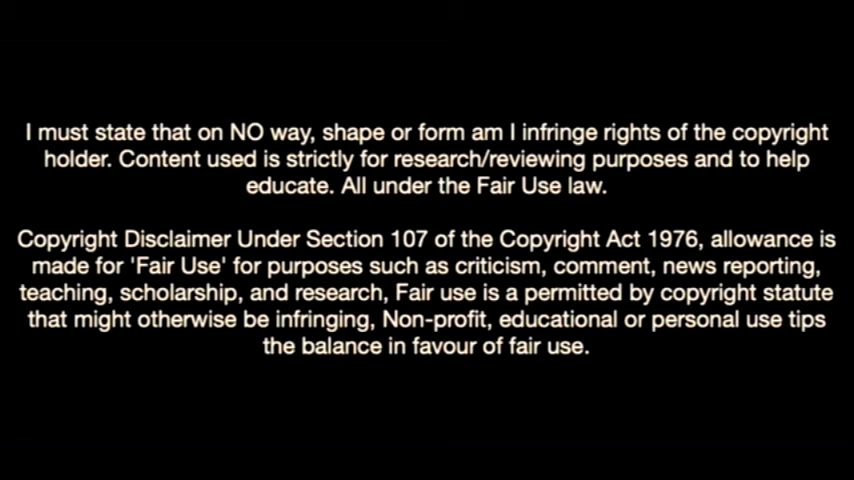 I must state that on NO way, shape or form am I infringe rights of the copyright
holder. Content used is strictly for research/reviewing purposes and to help
educate. All under the Fair Use law.
Copyright Disclaimer Under Section 107 of the Copyright Act 1976, allowance is
made for 'Fair Use' for purposes such as criticism, comment, news reporting,
teaching, scholarship, and research, Fair use is a permitted by copyright statute
that might otherwise be infringing, Non-profit, educational or personal use tips
the balance in favour of fair use.